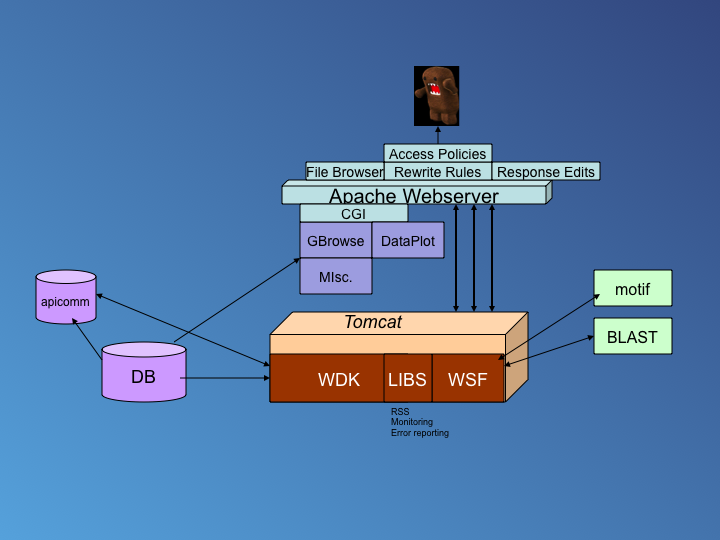 Access Policies
File Browser
Rewrite Rules
Response Edits
Apache Webserver
CGI
GBrowse
DataPlot
MIsc.
apicomm
DB
Tomcat
WDK
LIBS
WSF
motif
BLAST
RSS
Monitoring
Error reporting